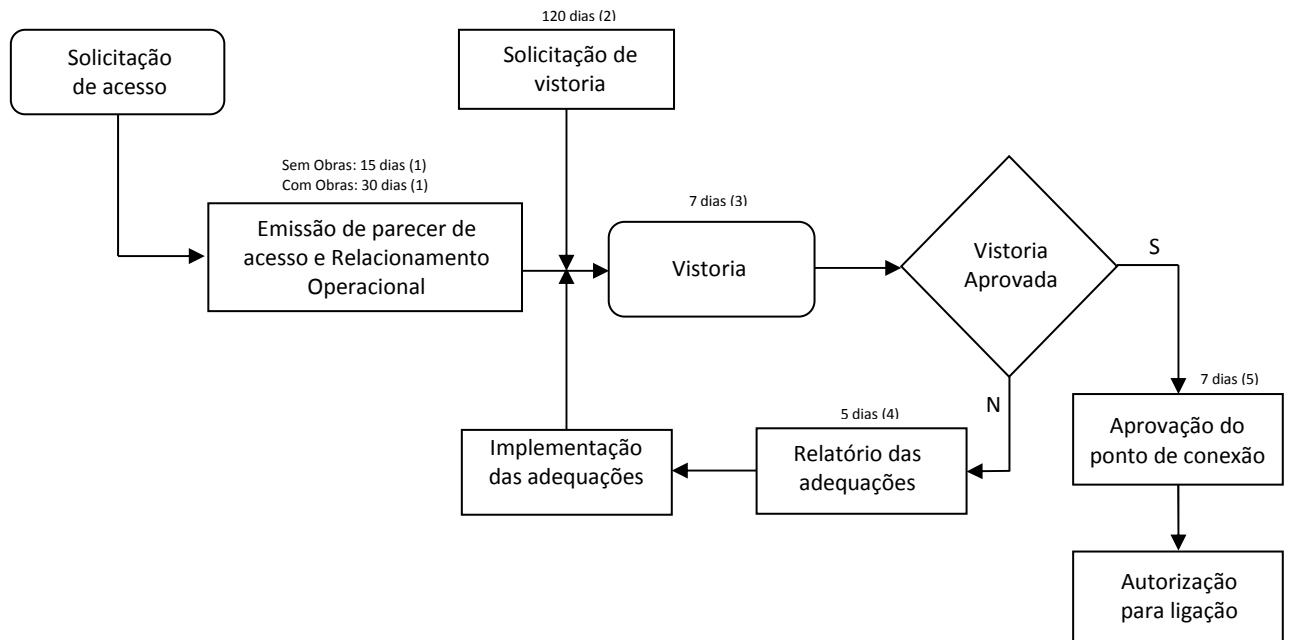 120 dias (2)
Solicitação
de acesso
Solicitação de
vistoria
Sem Obras: 15 dias (1)
Com Obras: 30 dias (1)
Emissão de parecer de
acesso e Relacionamento
Operacional
7 dias (3)
Vistoria
Vistoria
Aprovada
S
N
7 dias (5)
Aprovação do
ponto de conexão
5 dias (4)
Relatório das
adequações
Implementação
das adequações
Autorização
para ligação